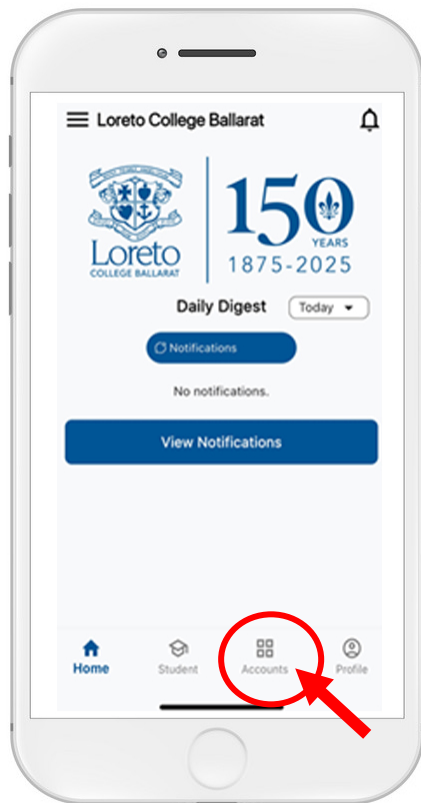 Loreto College Ballarat
Loreto
COLLEGE BALLARAT
150
YEARS
1875-2025
Daily Digest
Today
Notifications
No notifications.
View Notifications
Home Student Accounts Profile